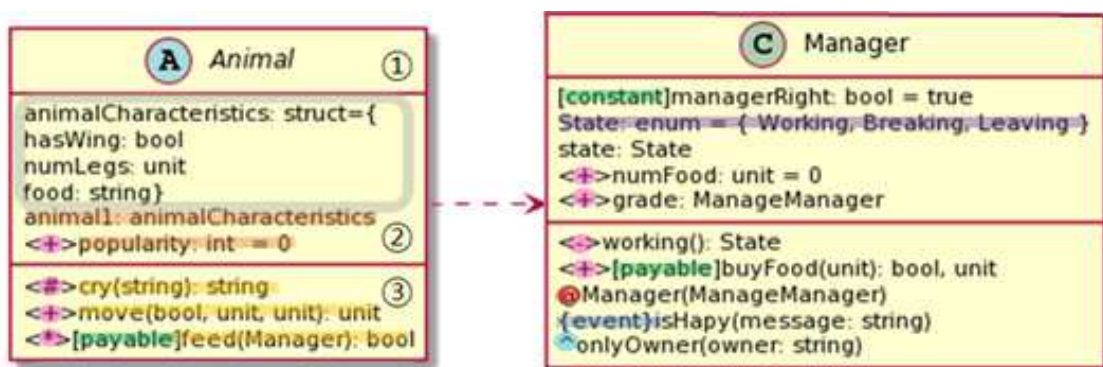 A Animal ①
animalCharacteristics: struct={
hasWing: bool
numLegs: unit
food: string}
animal1: animalCharacteristics
<+>popularity: int = 0 ②
<#>cry(string): string ③
<+>move(bool, unit, unit): unit
<*>[payable]feed(Manager): bool
C Manager
[constant]managerRight: bool = true
State: enum = { Working, Breaking, Leaving }
state: State
<+>numFood: unit = 0
<+>grade: ManageManager
<->working(): State
<+>[payable]buyFood(unit): bool, unit
@Manager(ManageManager)
{event}isHapy(message: string)
^onlyOwner(owner: string)